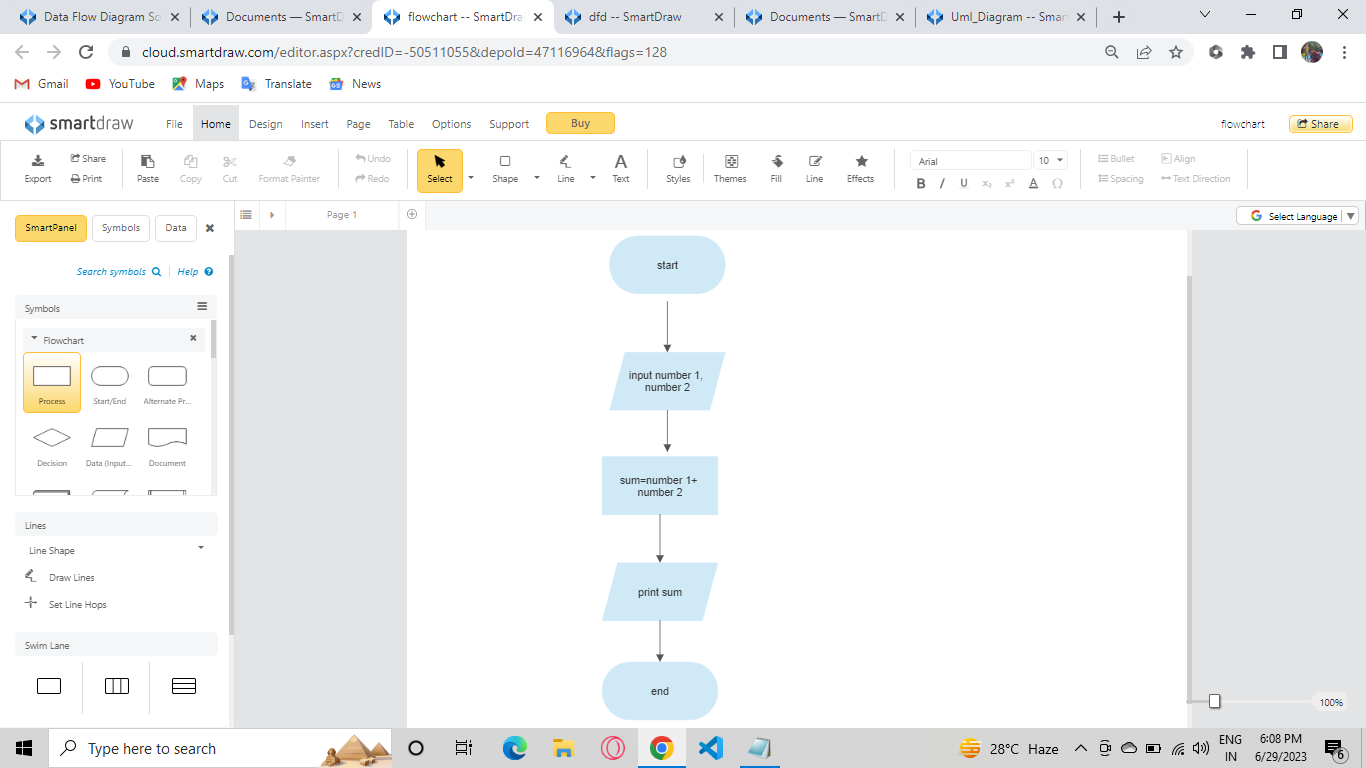 Data Flow Diagram So
Documents — SmartD
flowchart -- SmartDra
dfd -- SmartDraw
Documents — SmartD
Uml_Diagram -- Smar
cloud.smartdraw.com/editor.aspx?credID=-50511055&depoId=47116964&flags=128
Gmail YouTube Maps Translate News
smartdraw File Home Design Insert Page Table Options Support Buy flowchart Share
Export Share Print Paste Copy Cut Format Painter Undo Redo Select Shape Line Text Styles Themes Fill Line Effects
Arial 10
B I U x₂ x² A Ω
Bullet Align
Spacing Text Direction
SmartPanel Symbols Data
Page 1
Select Language
Search symbols Help
Symbols
Flowchart
Process Start/End Alternate Pr...
Decision Data (Input... Document
Lines
Line Shape
Draw Lines
Set Line Hops
Swim Lane
start
input number 1,
number 2
sum=number 1+
number 2
print sum
end
100%
Type here to search
28°C Haze
ENG
IN
6:08 PM
6/29/2023
6